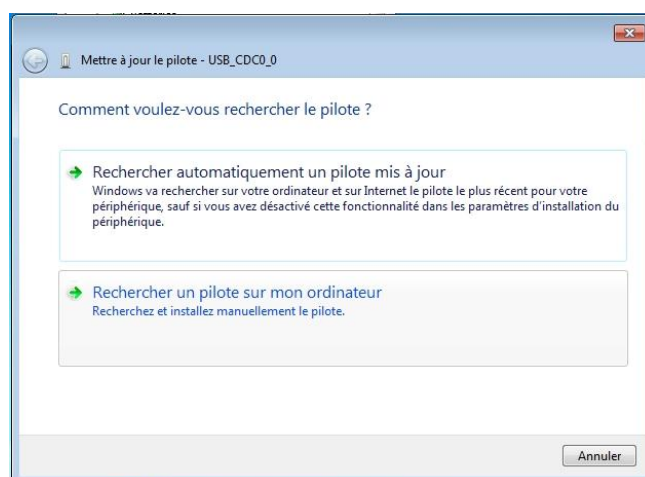 Mettre à jour le pilote - USB_CDC0_0
Comment voulez-vous rechercher le pilote ?
Rechercher automatiquement un pilote mis à jour
Windows va rechercher sur votre ordinateur et sur Internet le pilote le plus récent pour votre
périphérique, sauf si vous avez désactivé cette fonctionnalité dans les paramètres d'installation du
périphérique.
Rechercher un pilote sur mon ordinateur
Recherchez et installez manuellement le pilote.
Annuler